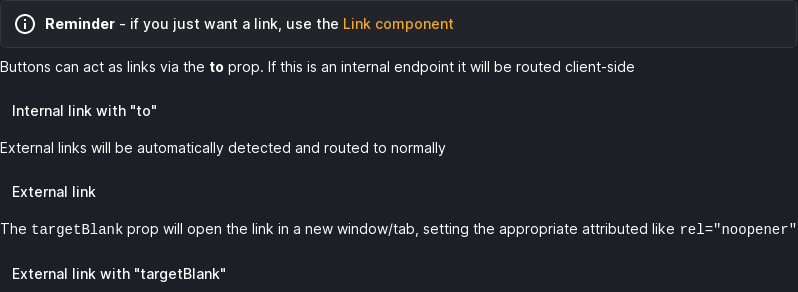 Reminder - if you just want a link, use the Link component
Buttons can act as links via the to prop. If this is an internal endpoint it will be routed client-side
Internal link with "to"
External links will be automatically detected and routed to normally
External link
The targetBlank prop will open the link in a new window/tab, setting the appropriate attributed like rel="noopener"
External link with "targetBlank"